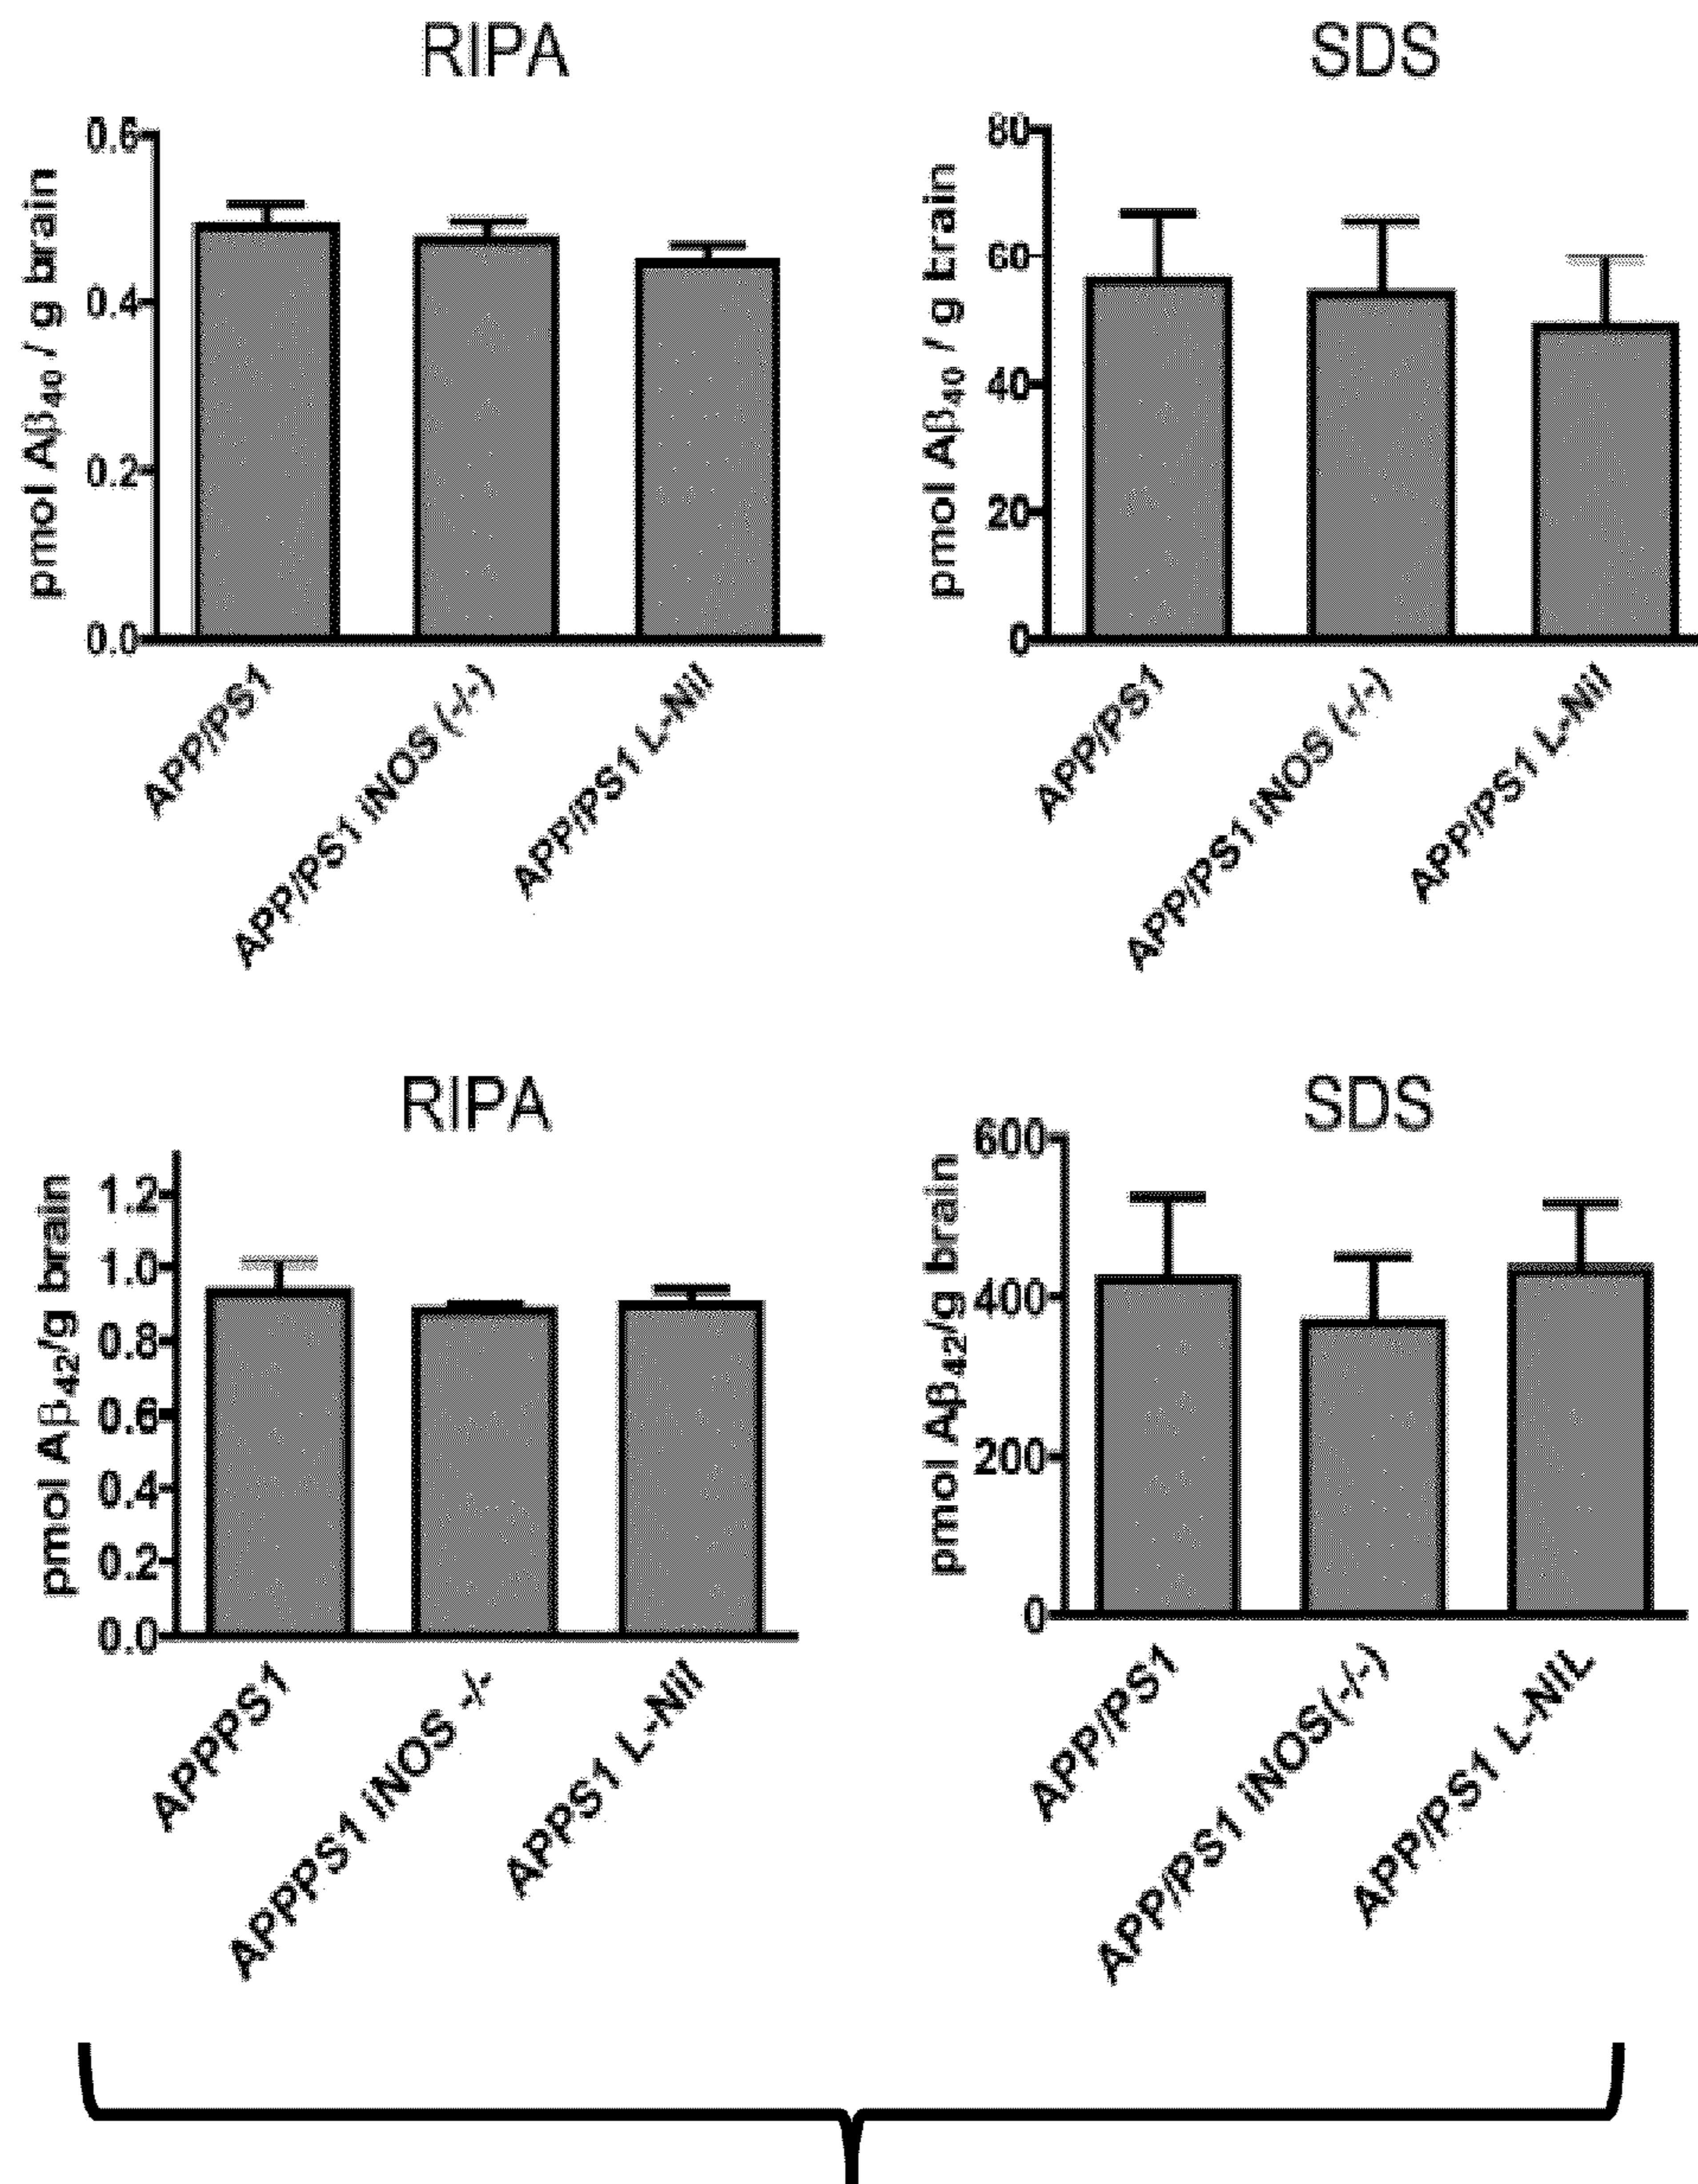 RIPA
pmol Aβ₄₀ / g brain
0.6
0.4
0.2
0.0
APP/PS1
APP/PS1 iNOS (-/-)
APP/PS1 L-Nil
SDS
pmol Aβ₄₀ / g brain
80
60
40
20
0
APP/PS1
APP/PS1 iNOS (-/-)
APP/PS1 L-Nil
RIPA
pmol Aβ₄₂/g brain
1.2
1.0
0.8
0.6
0.4
0.2
0.0
APPPS1
APPPS1 iNOS -/-
APPS1 L-Nil
SDS
pmol Aβ₄₂/g brain
600
400
200
0
APP/PS1
APP/PS1 iNOS(-/-)
APP/PS1 L-NIL